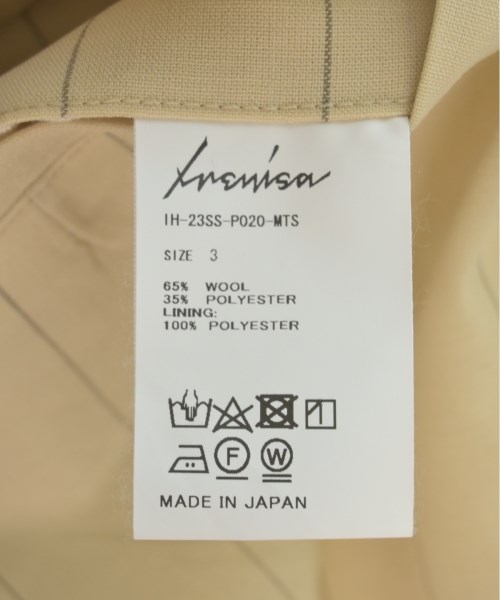 Irenisa
IH-23SS-P020-MTS
SIZE 3
65% WOOL
35% POLYESTER
LINING:
100% POLYESTER
F W
MADE IN JAPAN